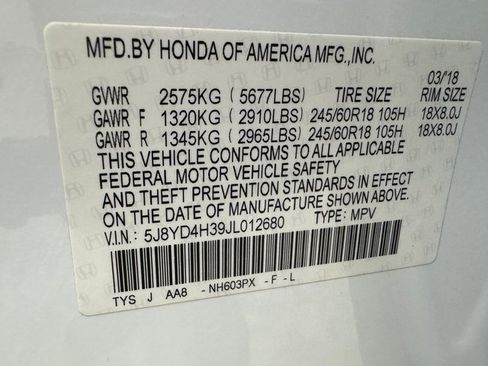 MFD.BY HONDA OF AMERICA MFG.,INC.
03/'18
GVWR 2575KG (5677LBS) TIRE SIZE RIM SIZE
GAWR F 1320KG (2910LBS) 245/60R18 105H 18X8.0J
GAWR R 1345KG (2965LBS) 245/60R18 105H 18X8.0J
THIS VEHICLE CONFORMS TO ALL APPLICABLE
FEDERAL MOTOR VEHICLE SAFETY
AND THEFT PREVENTION STANDARDS IN EFFECT
ON THE DATE OF MANUFACTURE SHOWN ABOVE.
V.I.N.: 5J8YD4H39JL012680 TYPE: MPV
TYS J AA8 - NH603PX - F - L